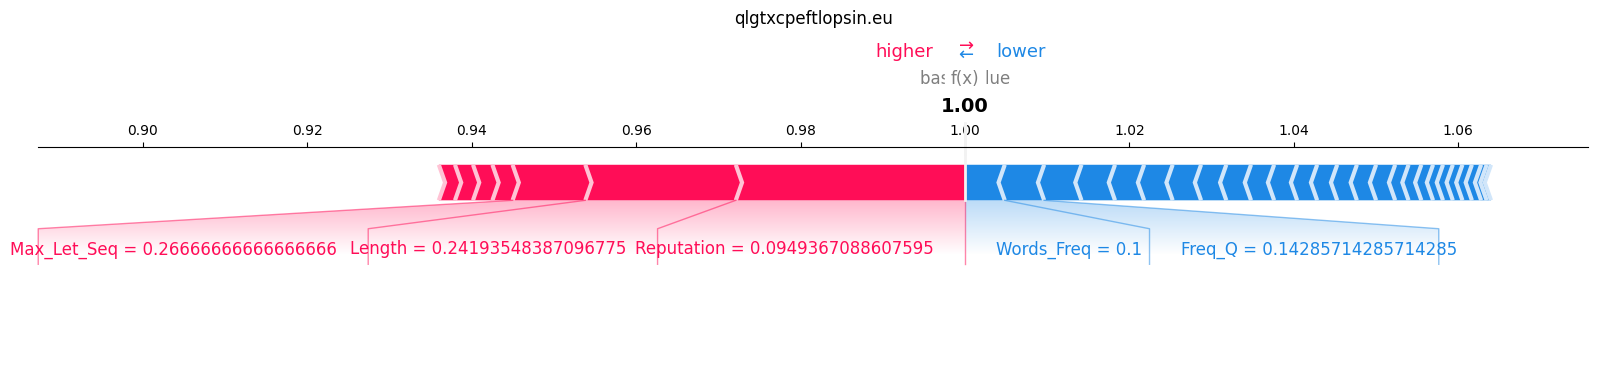 qlgtxcpeftlopsin.eu
higher ⇄ lower
f(x)
1.00
0.90 0.92 0.94 0.96 0.98 1.00 1.02 1.04 1.06
Max_Let_Seq = 0.26666666666666666 Length = 0.24193548387096775 Reputation = 0.0949367088607595 Words_Freq = 0.1 Freq_Q = 0.14285714285714285